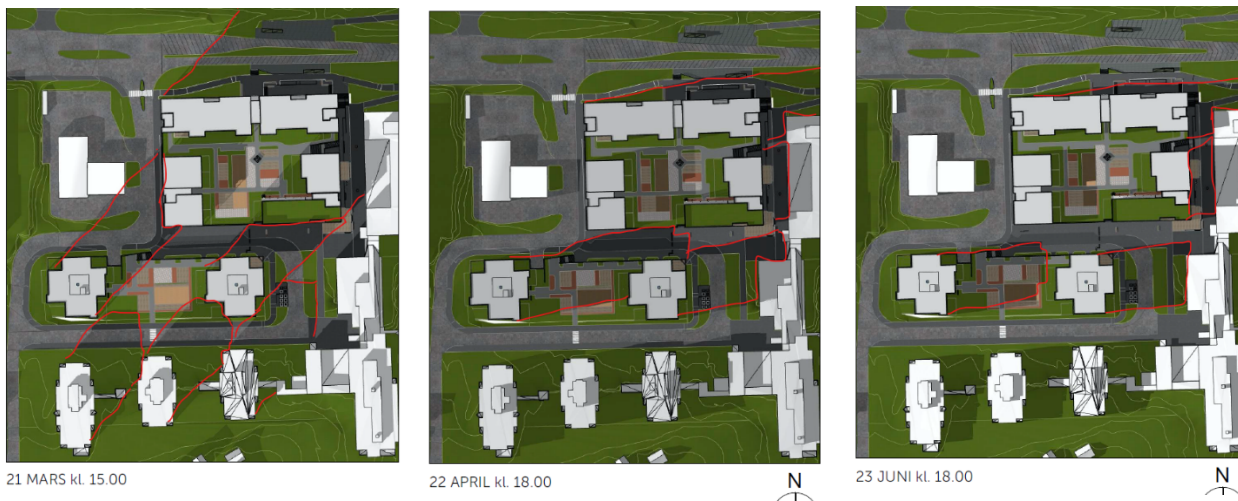 21 MARS kl. 15.00
22 APRIL kl. 18.00
N
23 JUNI kl. 18.00
N